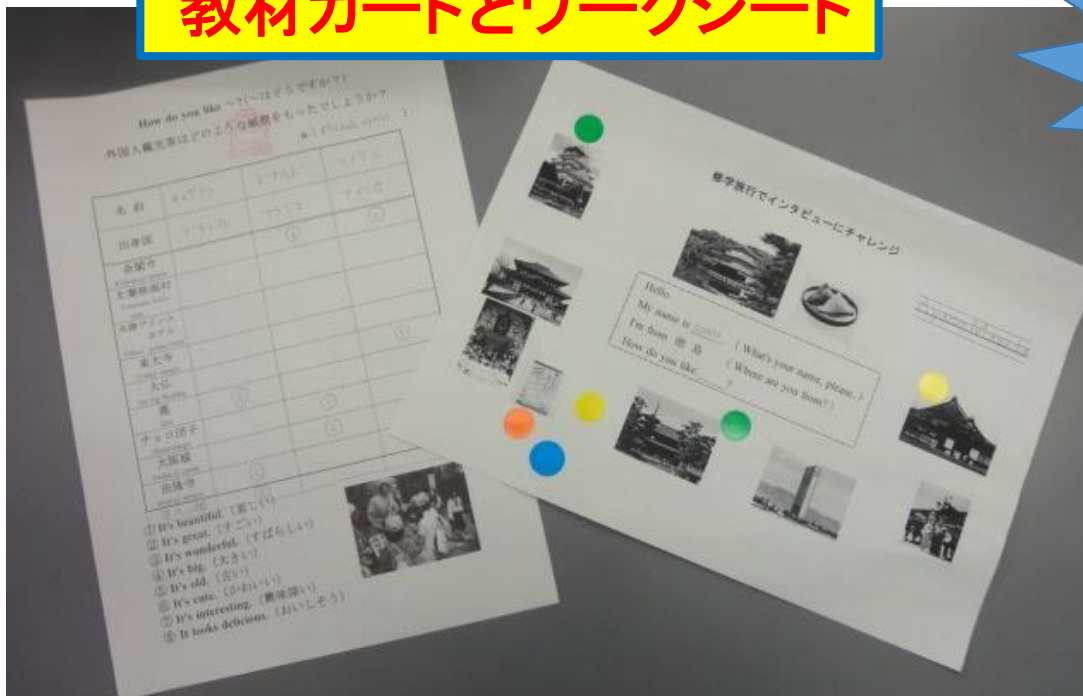 教材カードとワークシート
How do you like ~?(~はどうですか?)
外国人観光客はどのような感想をもったでしょうか?
名前
出身国
金閣寺
太秦映画村
大津プリンスホテル
東大寺
大仏
鹿
チョコ団子
大阪城
法隆寺
① It's beautiful.（美しい）
② It's great.（すごい）
③ It's wonderful.（すばらしい）
④ It's big.（大きい）
⑤ It's old.（古い）
⑥ It's cute.（かわいい）
⑦ It's interesting.（興味深い）
⑧ It looks delicious.（おいしそう）
修学旅行でインタビューにチャレンジ
Hello.
My name is ( What's your name, please. )
I'm from 徳島 ( Where are you from? )
How do you like ____ ?